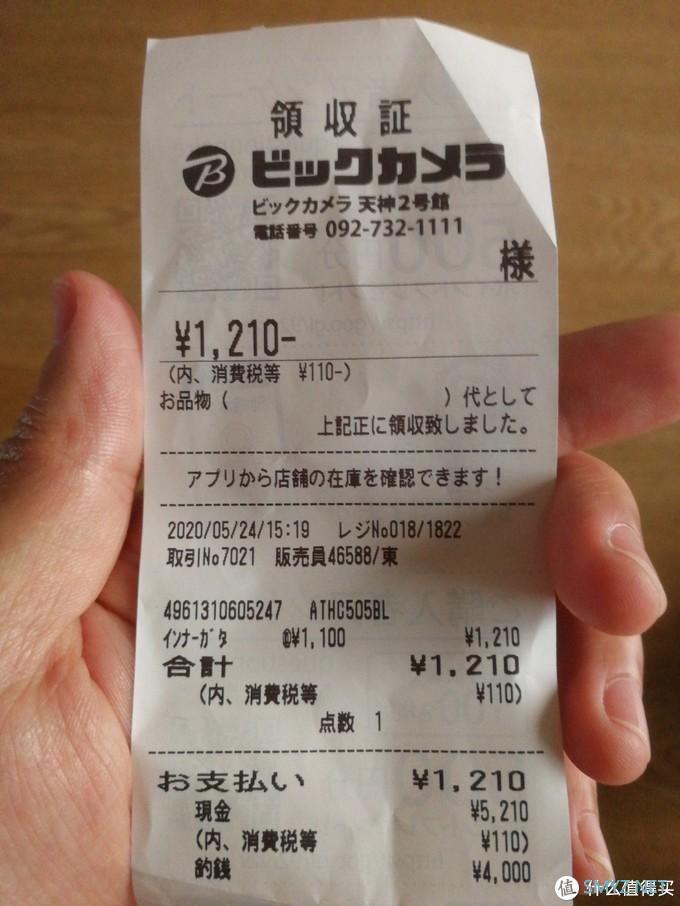 領収証
B ビックカメラ
ビックカメラ 天神2号館
電話番号 092-732-1111
様
¥1,210-
(内、消費税等 ¥110-)
お品物( )代として
上記正に領収致しました。
アプリから店舗の在庫を確認できます!
2020/05/24/15:19 レジNo018/1822
取引No7021 販売員46588/東
4961310605247 ATHC505BL
インナーガタ @¥1,100 ¥1,210
合計 ¥1,210
(内、消費税等 ¥110)
点数 1
お支払い ¥1,210
現金 ¥5,210
(内、消費税等 ¥110)
釣銭 ¥4,000
值 什么值得买